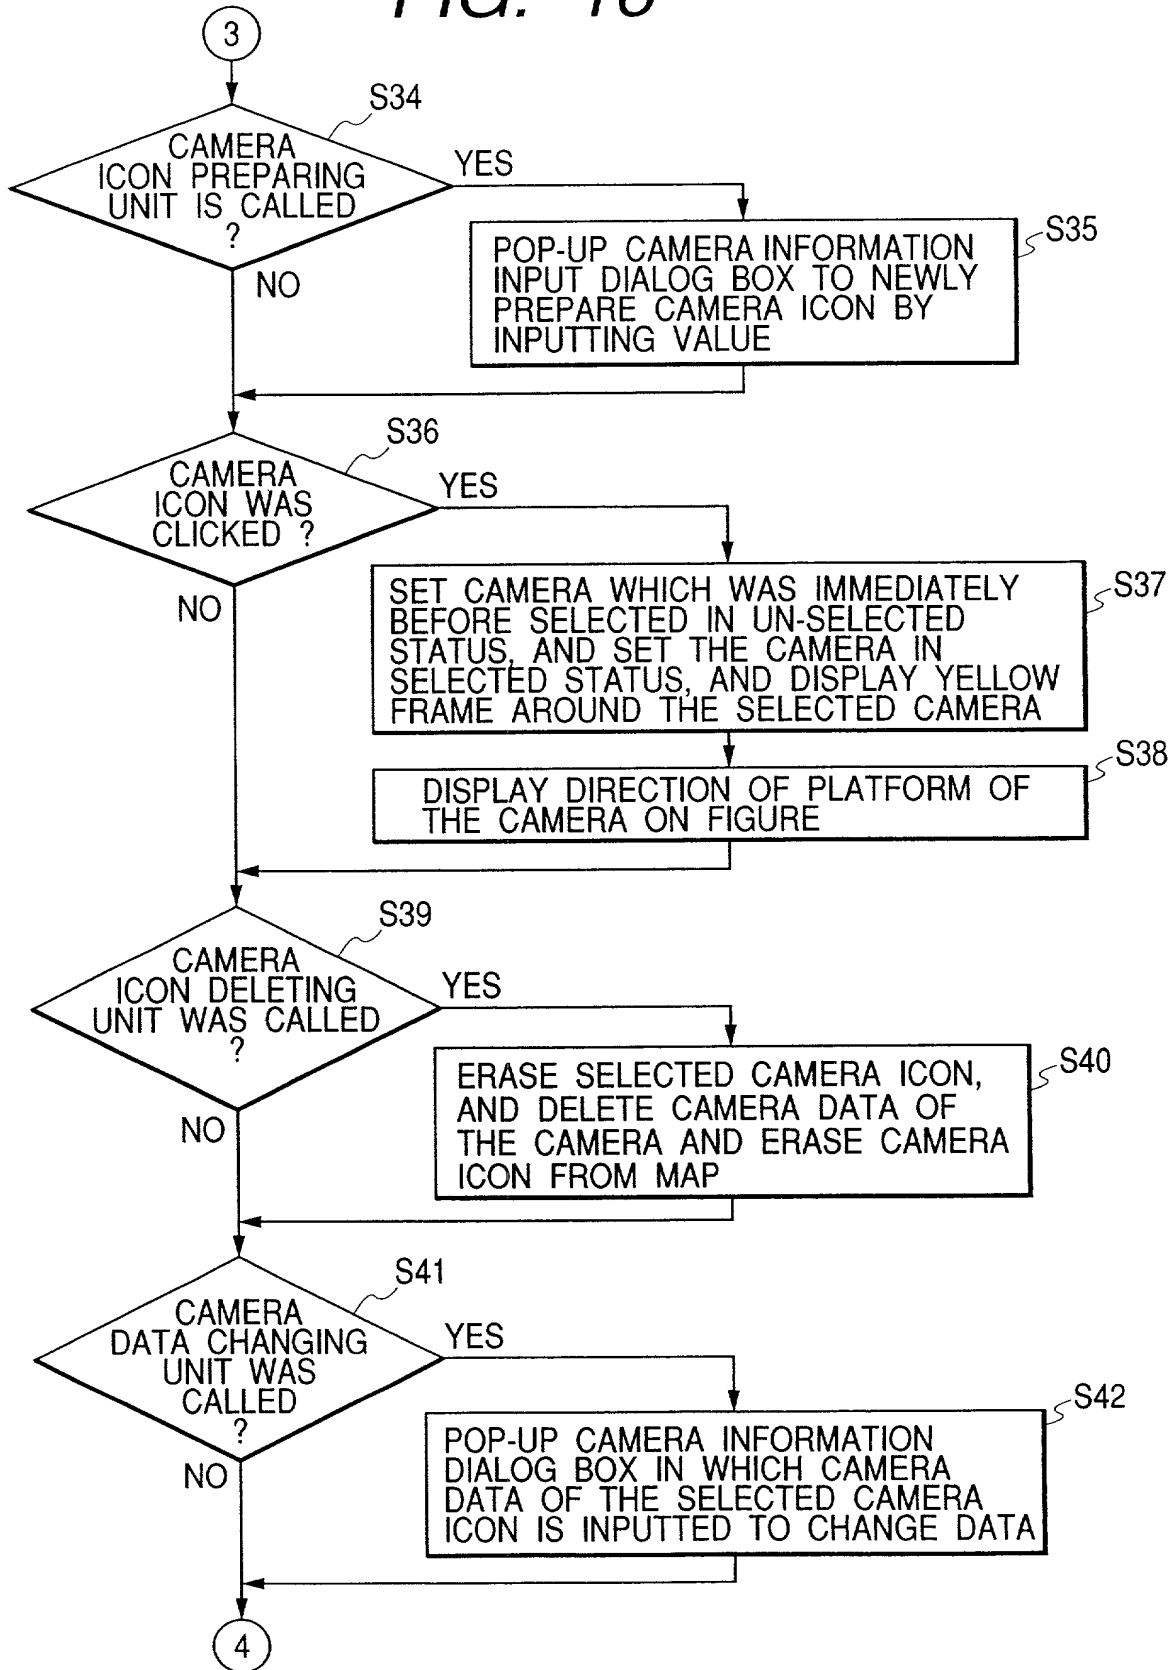 3
S34
CAMERA
ICON PREPARING
UNIT IS CALLED
?
YES
NO
S35
POP-UP CAMERA INFORMATION
INPUT DIALOG BOX TO NEWLY
PREPARE CAMERA ICON BY
INPUTTING VALUE
S36
CAMERA
ICON WAS
CLICKED ?
YES
NO
S37
SET CAMERA WHICH WAS IMMEDIATELY
BEFORE SELECTED IN UN-SELECTED
STATUS, AND SET THE CAMERA IN
SELECTED STATUS, AND DISPLAY YELLOW
FRAME AROUND THE SELECTED CAMERA
S38
DISPLAY DIRECTION OF PLATFORM OF
THE CAMERA ON FIGURE
S39
CAMERA
ICON DELETING
UNIT WAS CALLED
?
YES
NO
S40
ERASE SELECTED CAMERA ICON,
AND DELETE CAMERA DATA OF
THE CAMERA AND ERASE CAMERA
ICON FROM MAP
S41
CAMERA
DATA CHANGING
UNIT WAS
CALLED
?
YES
NO
S42
POP-UP CAMERA INFORMATION
DIALOG BOX IN WHICH CAMERA
DATA OF THE SELECTED CAMERA
ICON IS INPUTTED TO CHANGE DATA
4